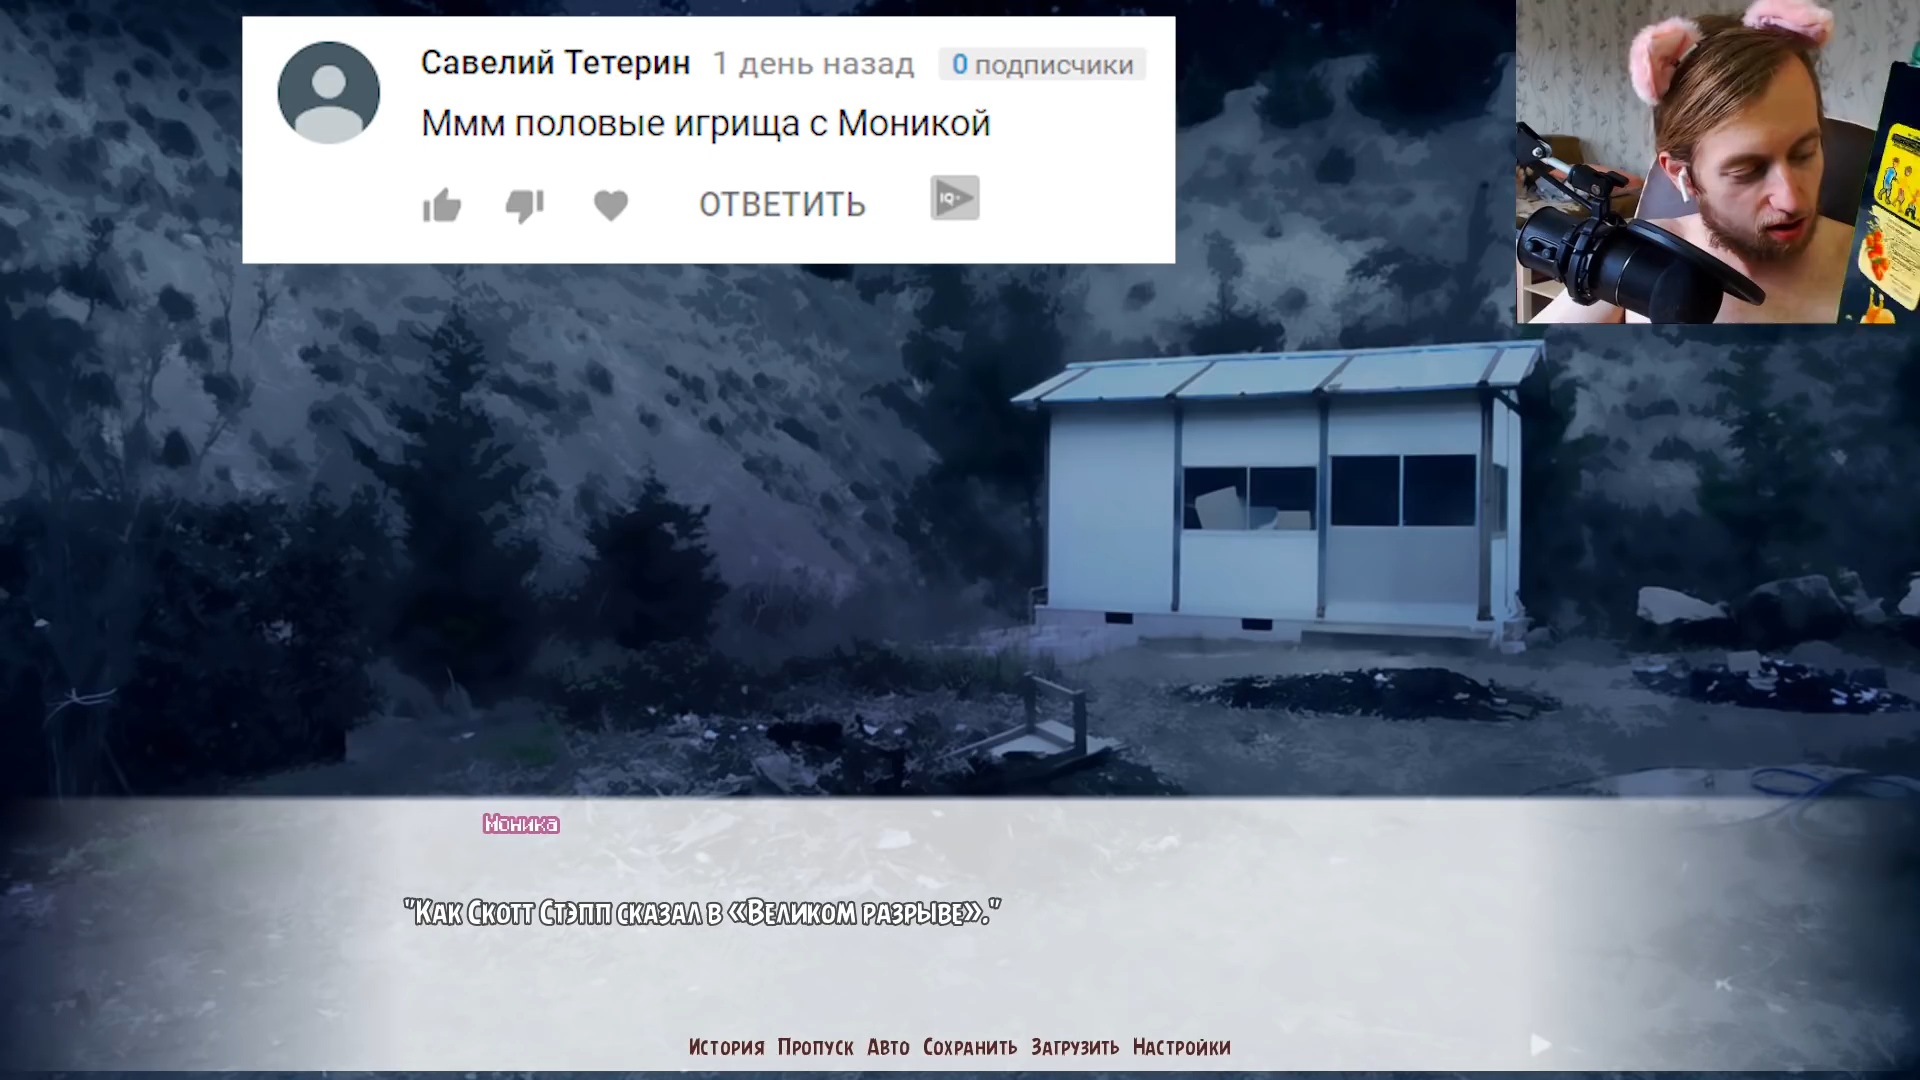 Савелий Тетерин 1 день назад 0 подписчики
Ммм половые игрища с Моникой
ОТВЕТИТЬ
IQ
Моника
"Как Скотт Стэпп сказал в «Великом разрыве»."
История Пропуск Авто Сохранить Загрузить Настройки